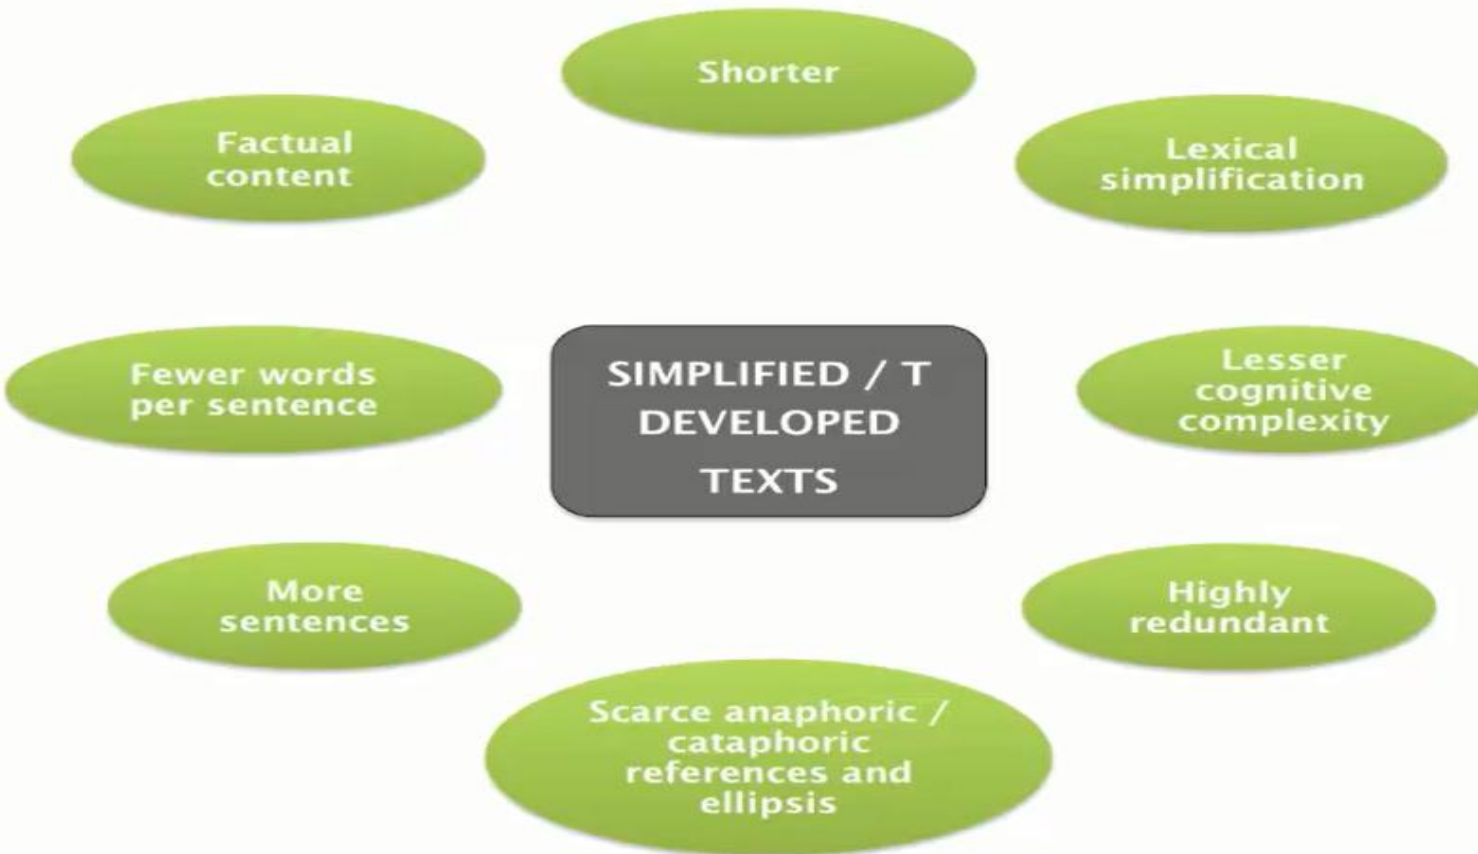 Shorter
Factual
content
Lexical
simplification
Fewer words
per sentence
SIMPLIFIED / T
DEVELOPED
TEXTS
Lesser
cognitive
complexity
More
sentences
Highly
redundant
Scarce anaphoric /
cataphoric
references and
ellipsis